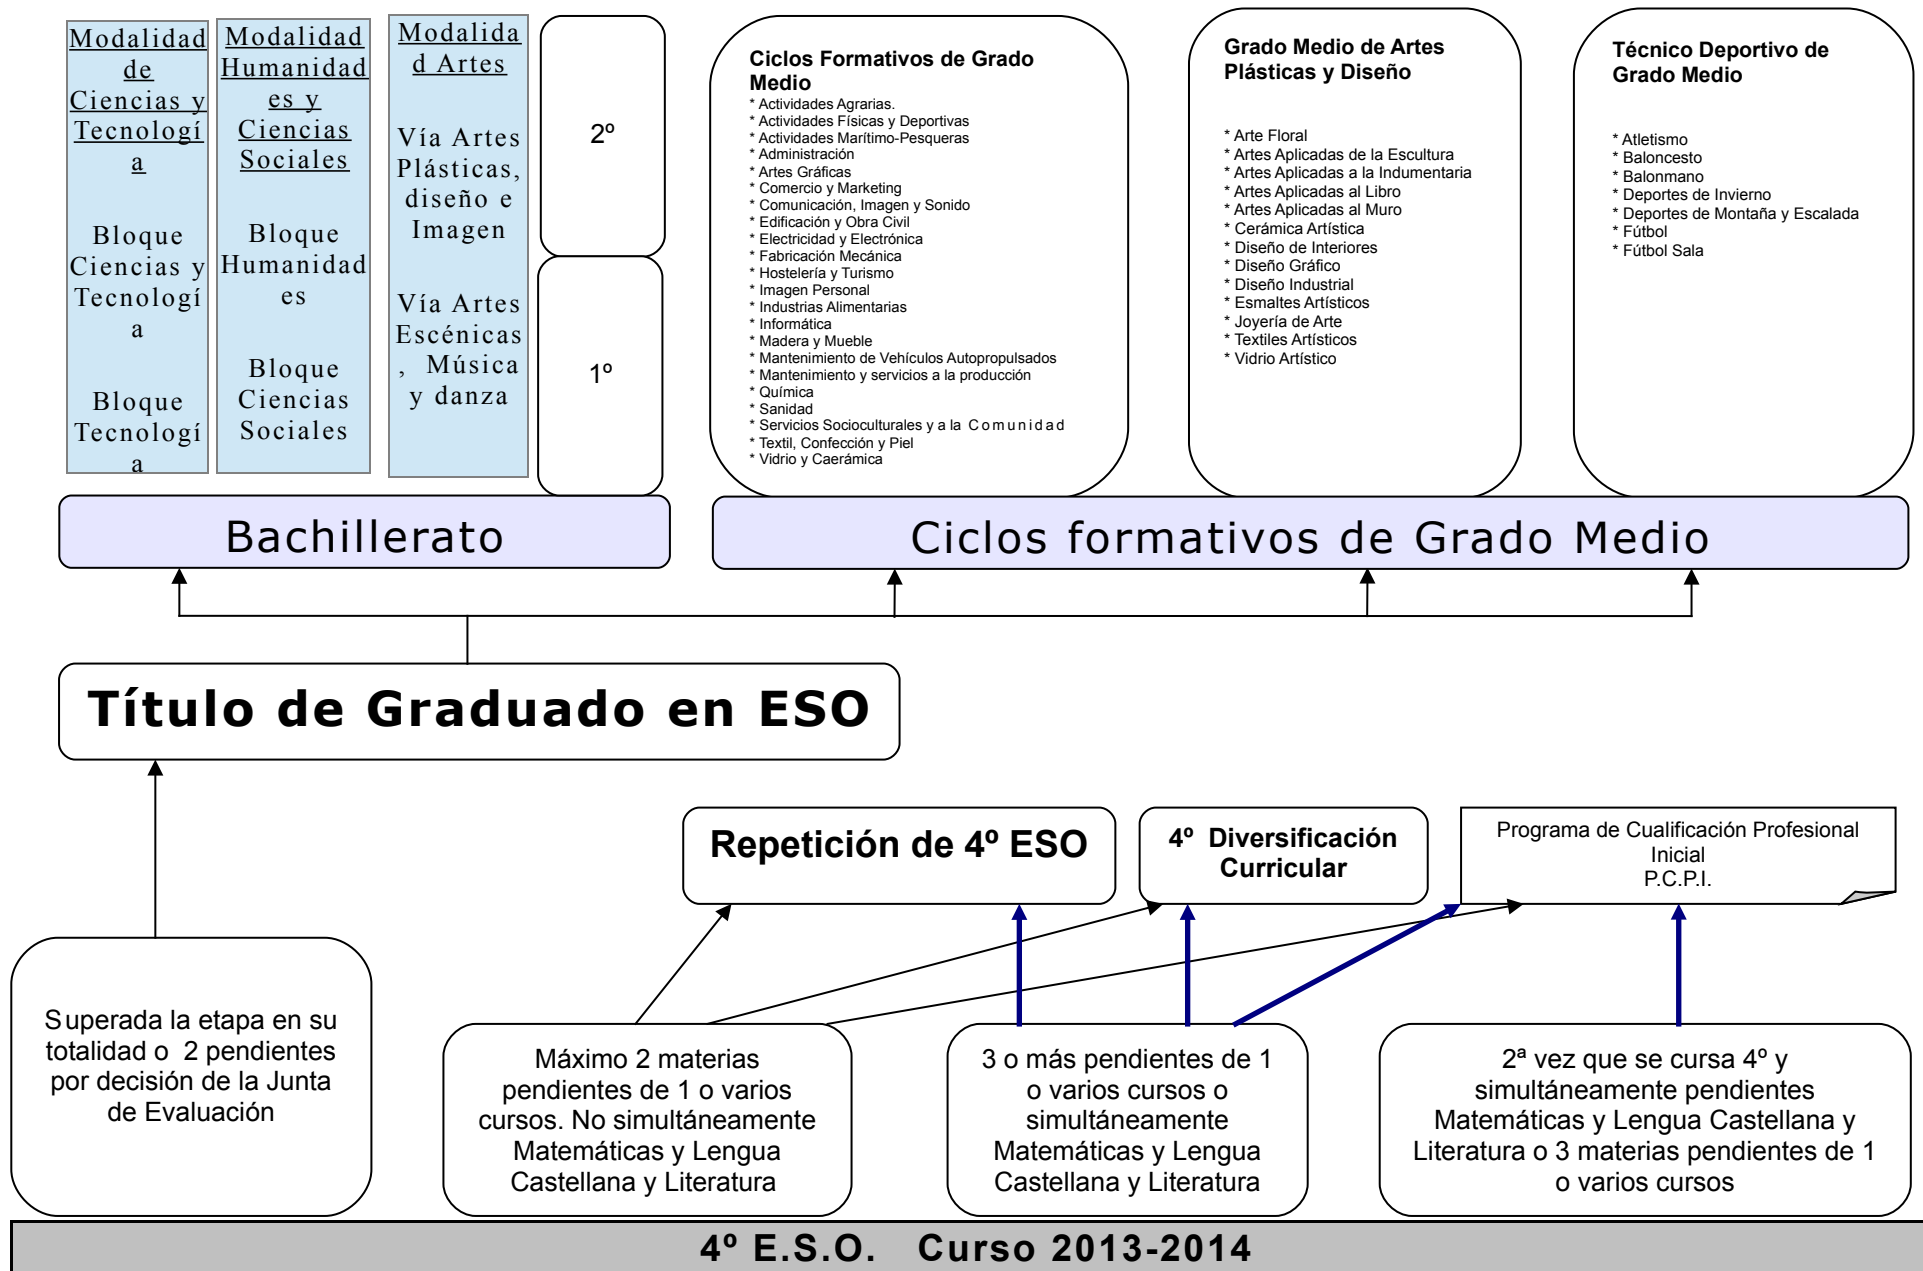 Modalidad
de
Ciencias y
Tecnologí
a
Bloque
Ciencias y
Tecnologí
a
Bloque
Tecnologí
a
Modalidad
Humanidad
es y
Ciencias
Sociales
Bloque
Humanidad
es
Bloque
Ciencias
Sociales
Modalida
d Artes
Vía Artes
Plásticas,
diseño e
Imagen
Vía Artes
Escénicas
, Música
y danza
2º
1º
Ciclos Formativos de Grado
Medio
* Actividades Agrarias.
* Actividades Físicas y Deportivas
* Actividades Marítimo-Pesqueras
* Administración
* Artes Gráficas
* Comercio y Marketing
* Comunicación, Imagen y Sonido
* Edificación y Obra Civil
* Electricidad y Electrónica
* Fabricación Mecánica
* Hostelería y Turismo
* Imagen Personal
* Industrias Alimentarias
* Informática
* Madera y Mueble
* Mantenimiento de Vehículos Autopropulsados
* Mantenimiento y servicios a la producción
* Química
* Sanidad
* Servicios Socioculturales y a la Comunidad
* Textil, Confección y Piel
* Vidrio y Caerámica
Grado Medio de Artes
Plásticas y Diseño
* Arte Floral
* Artes Aplicadas de la Escultura
* Artes Aplicadas a la Indumentaria
* Artes Aplicadas al Libro
* Artes Aplicadas al Muro
* Cerámica Artística
* Diseño de Interiores
* Diseño Gráfico
* Diseño Industrial
* Esmaltes Artísticos
* Joyería de Arte
* Textiles Artísticos
* Vidrio Artístico
Técnico Deportivo de
Grado Medio
* Atletismo
* Baloncesto
* Balonmano
* Deportes de Invierno
* Deportes de Montaña y Escalada
* Fútbol
* Fútbol Sala
Bachillerato
Ciclos formativos de Grado Medio
Título de Graduado en ESO
Repetición de 4º ESO
4º Diversificación
Curricular
Programa de Cualificación Profesional
Inicial
P.C.P.I.
Superada la etapa en su
totalidad o 2 pendientes
por decisión de la Junta
de Evaluación
Máximo 2 materias
pendientes de 1 o varios
cursos. No simultáneamente
Matemáticas y Lengua
Castellana y Literatura
3 o más pendientes de 1
o varios cursos o
simultáneamente
Matemáticas y Lengua
Castellana y Literatura
2ª vez que se cursa 4º y
simultáneamente pendientes
Matemáticas y Lengua Castellana y
Literatura o 3 materias pendientes de 1
o varios cursos
4º E.S.O. Curso 2013-2014